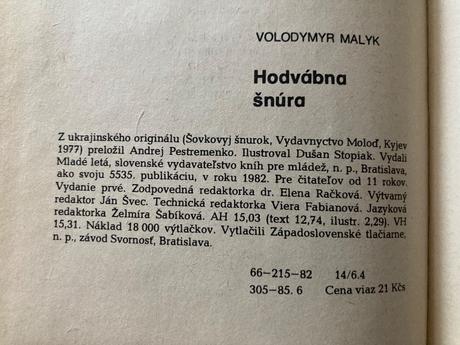 VOLODYMYR MALYK
Hodvábna
šnúra
Z ukrajinského originálu (Šovkovyj šnurok, Vydavnyctvo Moloď, Kyjev
1977) preložil Andrej Pestremenko. Ilustroval Dušan Stopiak. Vydali
Mladé letá, slovenské vydavateľstvo kníh pre mládež, n. p., Bratislava,
ako svoju 5535. publikáciu, v roku 1982. Pre čitateľov od 11 rokov.
Vydanie prvé. Zodpovedná redaktorka dr. Elena Račková. Výtvarný
redaktor Ján Švec. Technická redaktorka Viera Fabianová. Jazyková
redaktorka Želmíra Šabíková. AH 15,03 (text 12,74, ilustr. 2,29). VH
15,31. Náklad 18 000 výtlačkov. Vytlačili Západoslovenské tlačiarne,
n. p., závod Svornosť, Bratislava.
66—215—82 14/6.4
305—85. 6 Cena viaz 21 Kčs